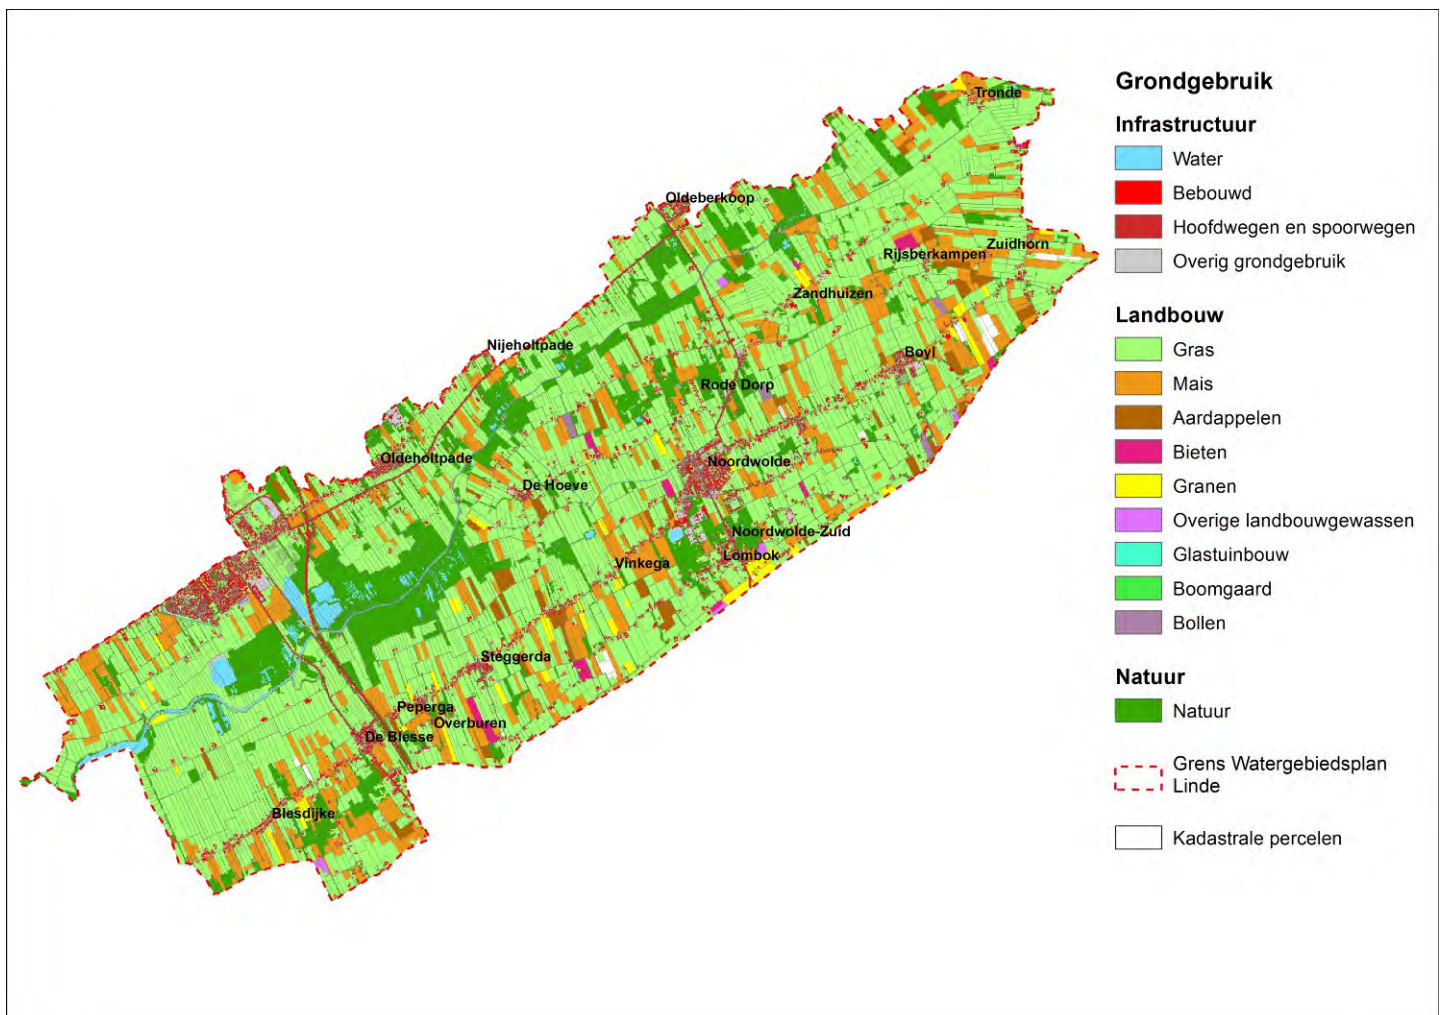 Grondgebruik
Infrastructuur
Water
Bebouwd
Hoofdwegen en spoorwegen
Overig grondgebruik
Landbouw
Gras
Mais
Aardappelen
Bieten
Granen
Overige landbouwgewassen
Glastuinbouw
Boomgaard
Bollen
Natuur
Natuur
Grens Watergebiedsplan
Linde
Kadastrale percelen
Tronde
Oldeberkoop
Zuidhorn
Rijsberkampen
Zandhuizen
Nijeholtpade
Boyl
Rode Dorp
Oldeholtpade
Noordwolde
De Hoeve
Noordwolde-Zuid
Lombok
Vinkega
Steggerda
Peperga
Overburen
De Blesse
Blesdijke